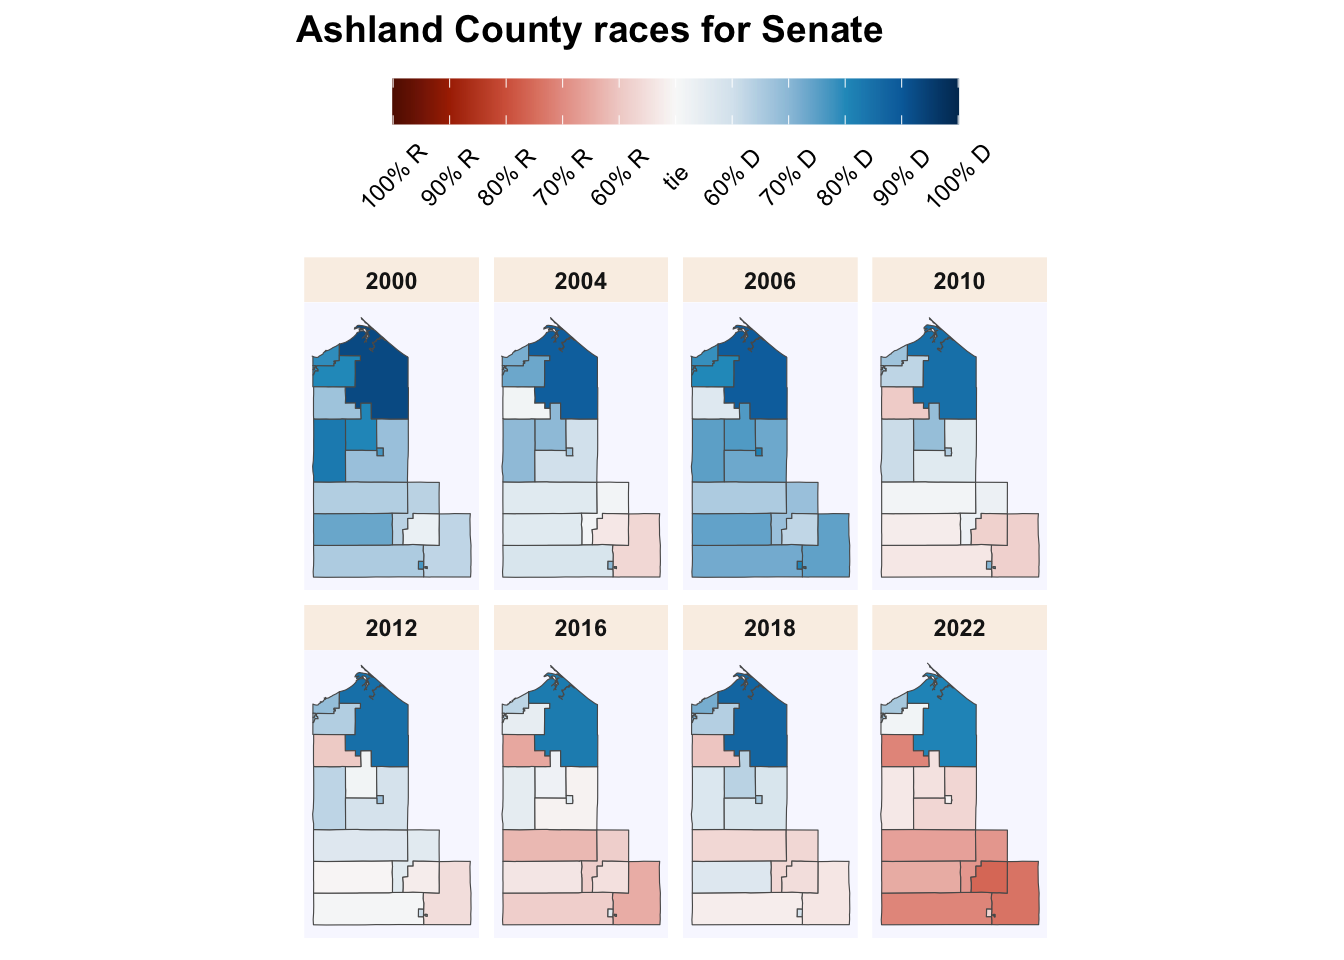 Ashland County races for Senate
100% R 90% R 80% R 70% R 60% R tie 60% D 70% D 80% D 90% D 100% D
2000 2004 2006 2010
2012 2016 2018 2022